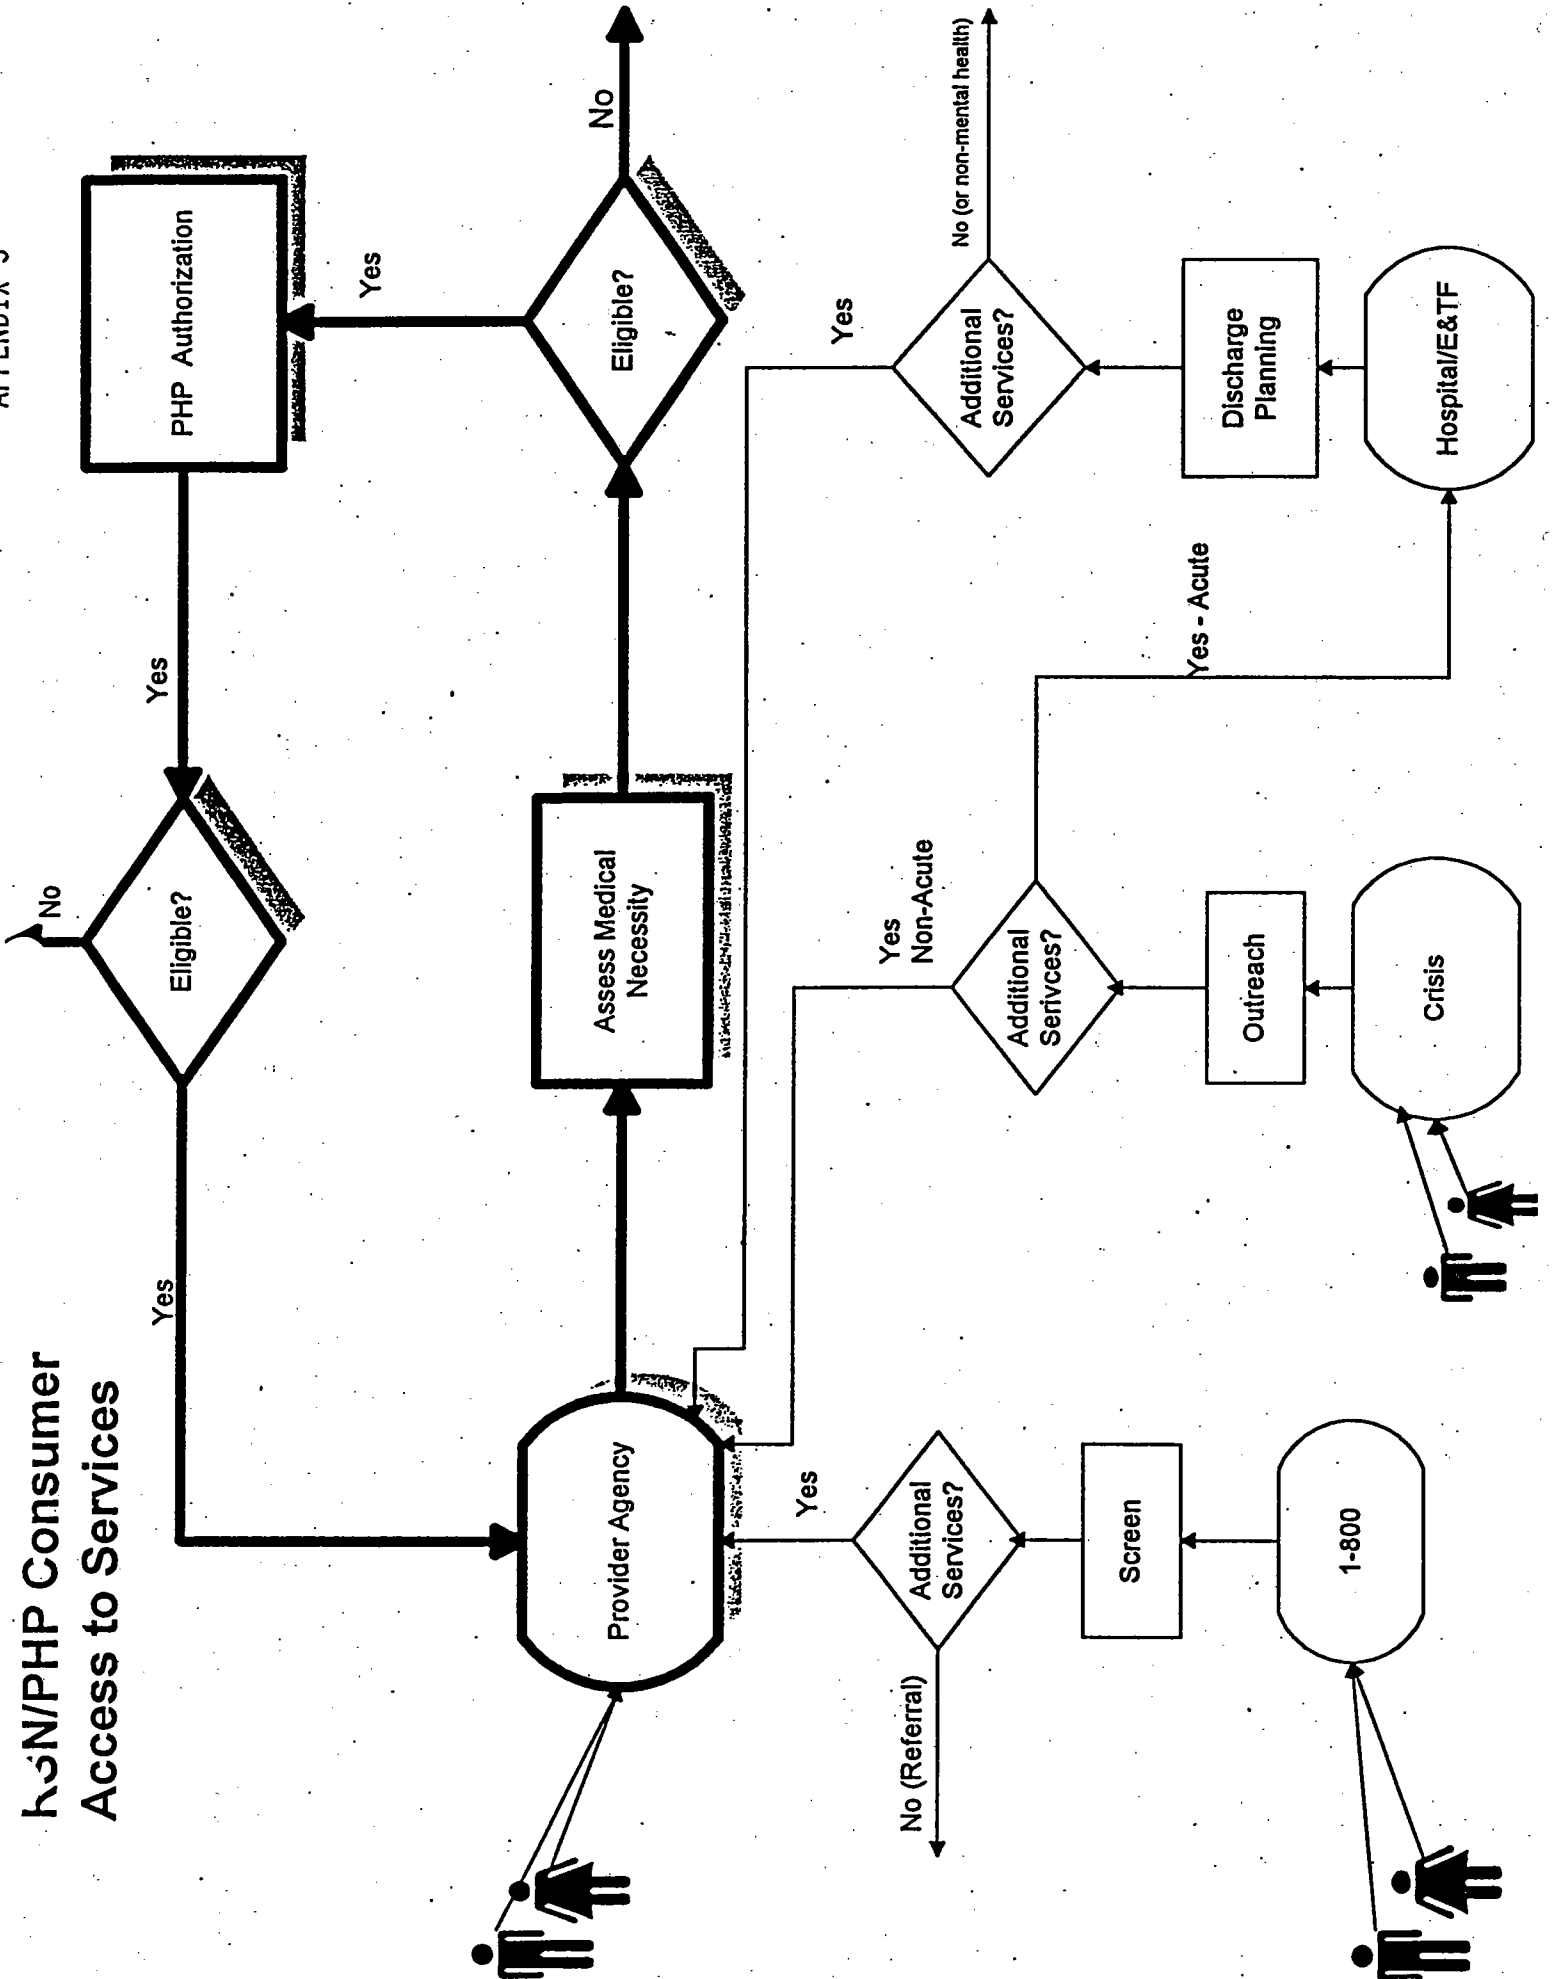 APPENDIX
RSN/PHP Consumer
Access to Services
No
Yes
Eligible?
Yes
PHP Authorization
Yes
Provider Agency
Assess Medical
Necessity
Eligible?
No
Yes
Yes
Non-Acute
Yes
No (Referral)
Additional
Services?
Additional
Serivces?
Additional
Services?
No (or non-mental health)
Screen
Outreach
Yes - Acute
Discharge
Planning
1-800
Crisis
Hospital/E&TF